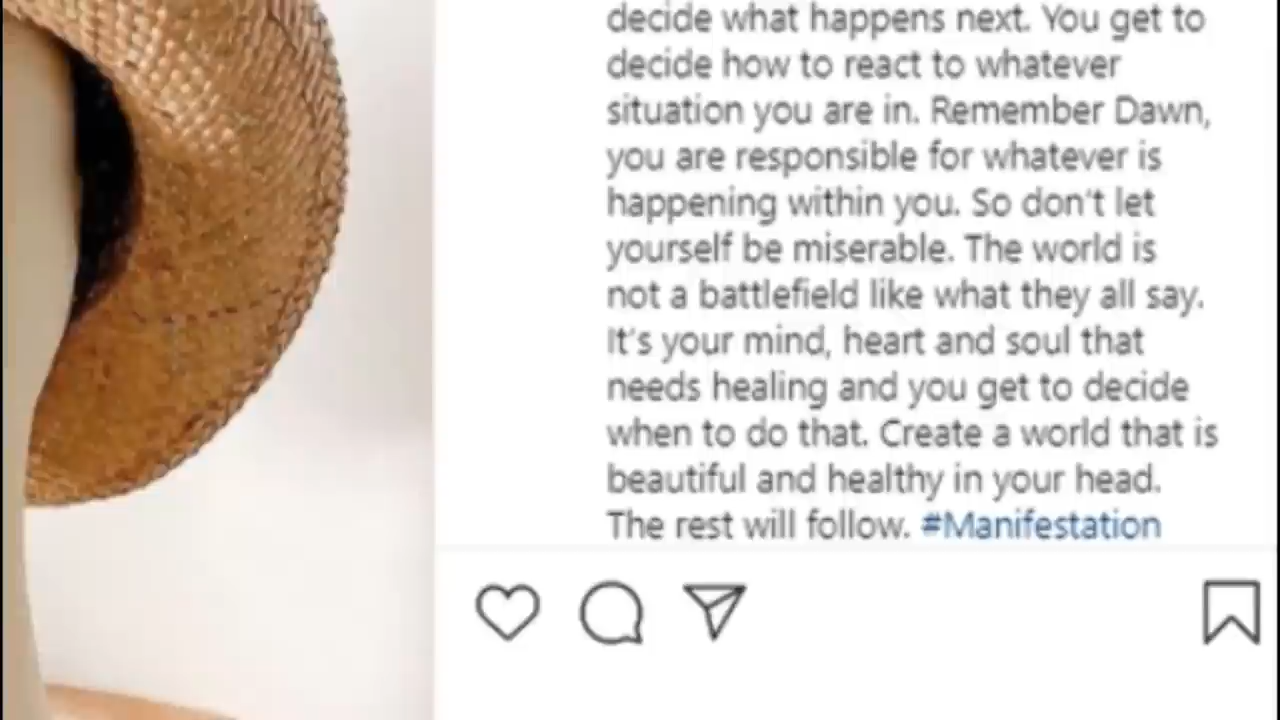 decide what happens next. You get to
decide how to react to whatever
situation you are in. Remember Dawn,
you are responsible for whatever is
happening within you. So don't let
yourself be miserable. The world is
not a battlefield like what they all say.
It's your mind, heart and soul that
needs healing and you get to decide
when to do that. Create a world that is
beautiful and healthy in your head.
The rest will follow. #Manifestation